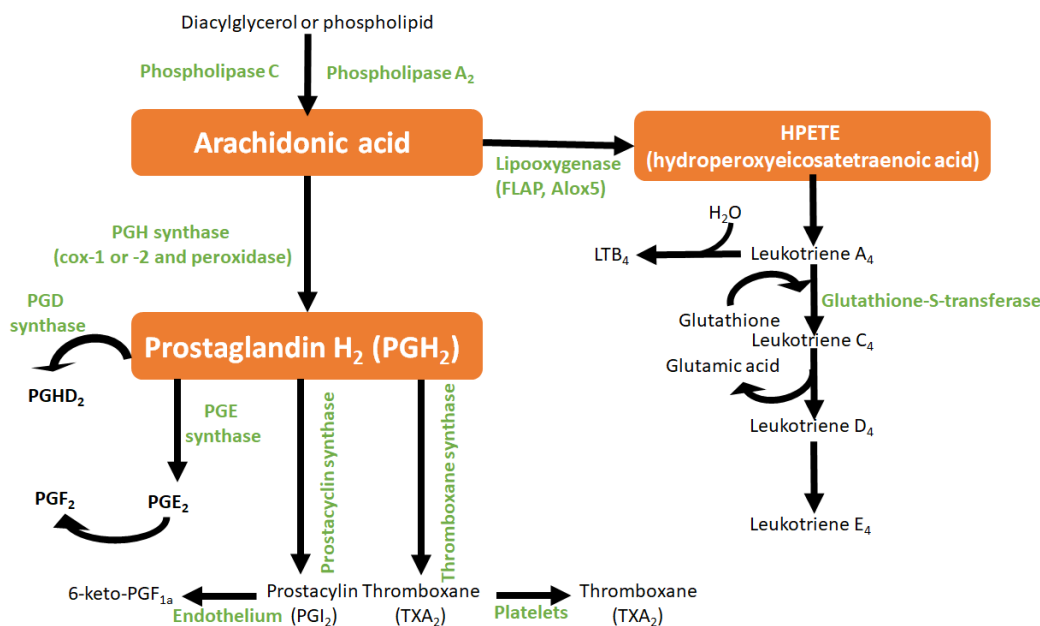 Diacylglycerol or phospholipid
Phospholipase C
Phospholipase A₂
Arachidonic acid
HPETE
(hydroperoxyeicosatetraenoic acid)
Lipooxygenase
(FLAP, Alox5)
PGH synthase
(cox-1 or -2 and peroxidase)
H₂O
LTB₄
Leukotriene A₄
PGD
synthase
Glutathione-S-transferase
Glutathione
Leukotriene C₄
Prostaglandin H₂ (PGH₂)
Glutamic acid
PGHD₂
PGE
synthase
Prostacyclin synthase
Thromboxane synthase
Leukotriene D₄
PGF₂
PGE₂
Leukotriene E₄
6-keto-PGF₁ₐ
Endothelium
Prostacylin
(PGI₂)
Thromboxane
(TXA₂)
Platelets
Thromboxane
(TXA₂)